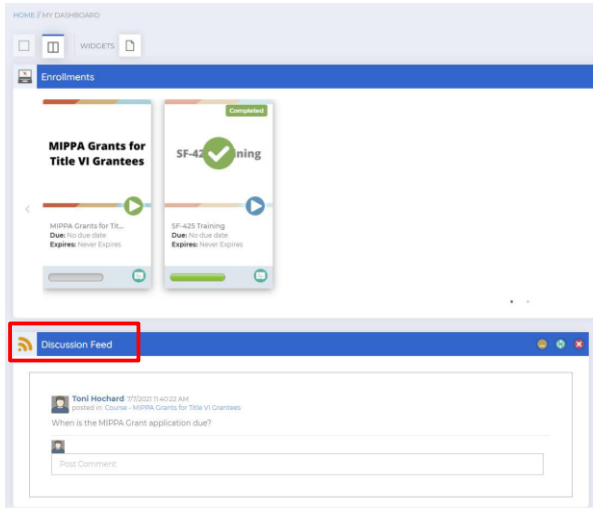 HOME // MY DASHBOARD
WIDGETS
Enrollments
Completed
MIPPA Grants for
Title VI Grantees
SF-42 ning
MIPPA Grants for Tit...
Due: No due date
Expires: Never Expires
SF-425 Training
Due: No due date
Expires: Never Expires
Discussion Feed
Toni Hochard 7/7/2021 11:40:22 AM
posted in: Course - MIPPA Grants for Title VI Grantees
When is the MIPPA Grant application due?
Post Comment